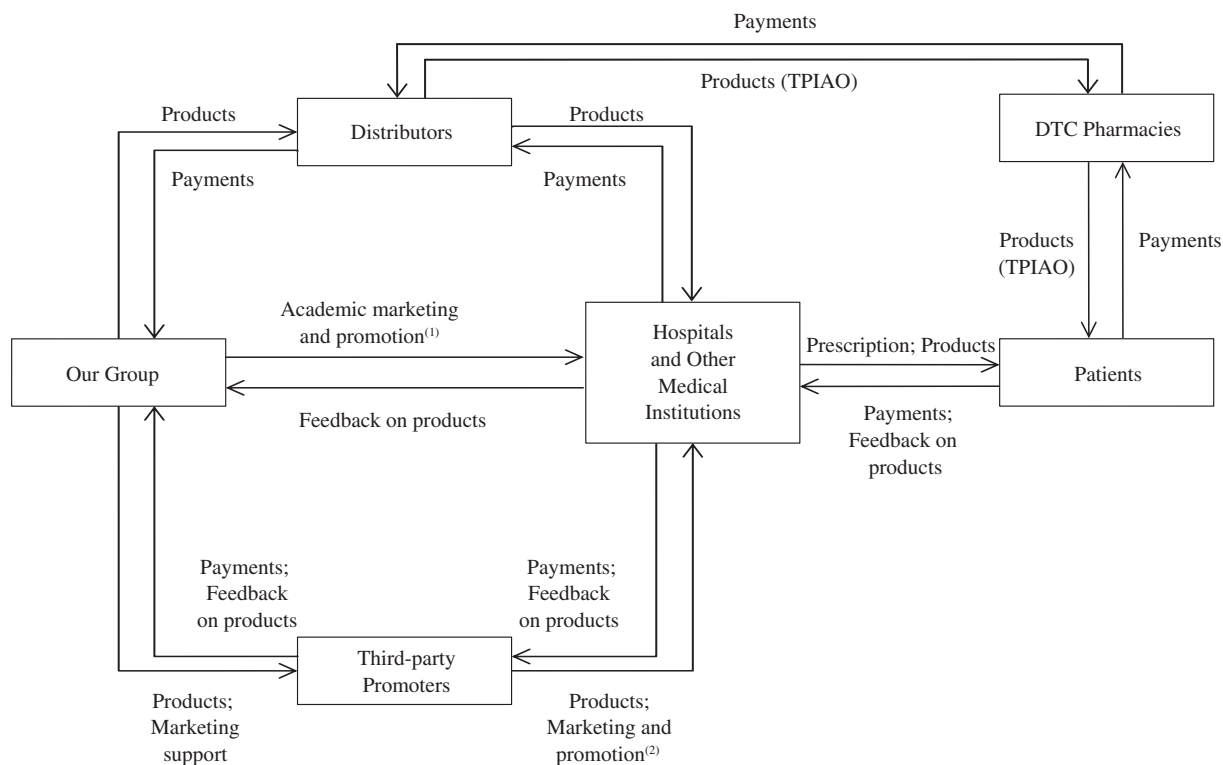 Payments
Products (TPIAO)
Products
Distributors
Products
DTC Pharmacies
Payments
Payments
Products
(TPIAO)
Payments
Academic marketing
and promotion(1)
Our Group
Feedback on products
Hospitals
and Other
Medical
Institutions
Prescription; Products
Patients
Payments;
Feedback on
products
Payments;
Feedback
on products
Payments;
Feedback
on products
Third-party
Promoters
Products;
Marketing
support
Products;
Marketing and
promotion(2)